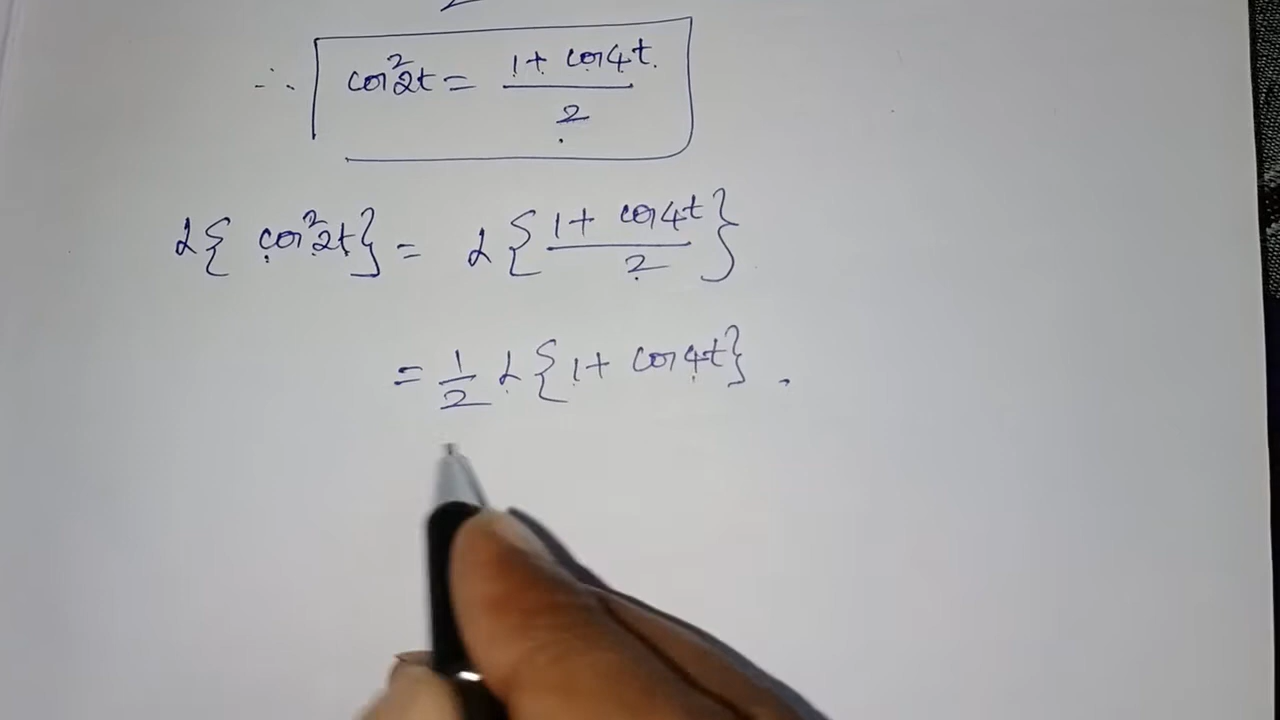 ∴ cos²2t = (1 + cos4t)/2
ℒ{cos²2t} = ℒ{(1 + cos4t)/2}
= 1/2 ℒ{1 + cos4t}.